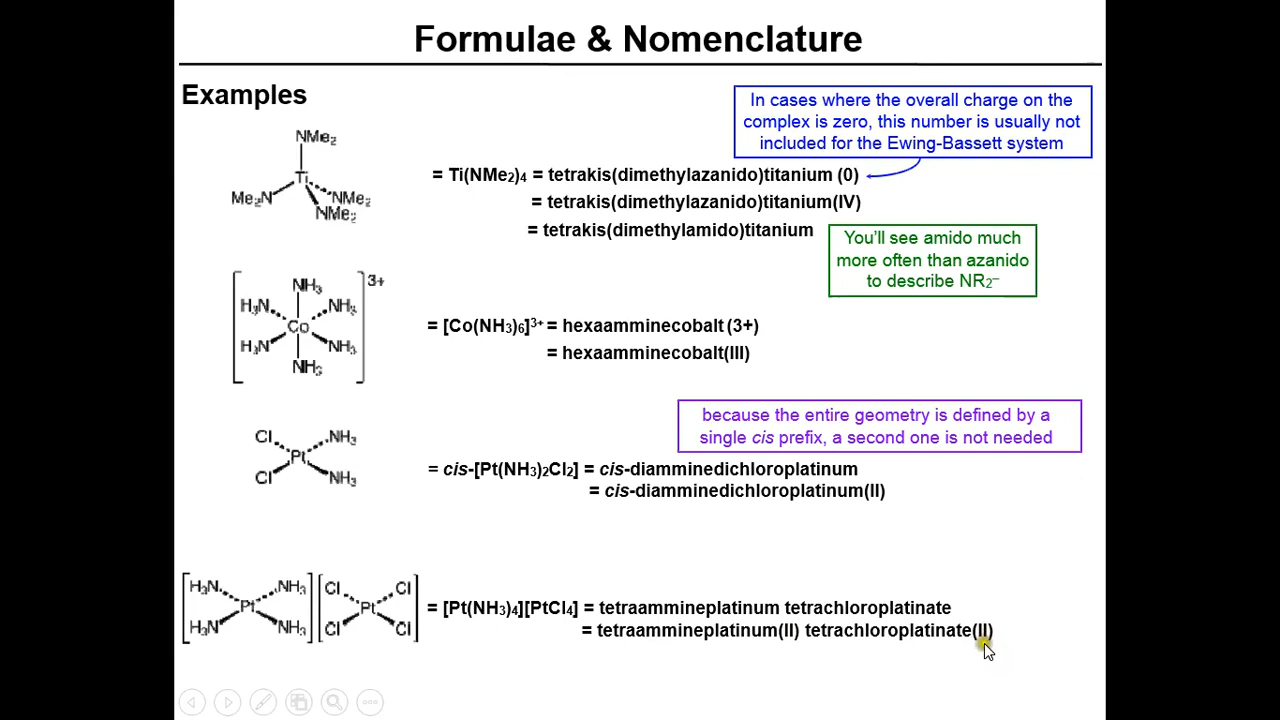 Formulae & Nomenclature
Examples
In cases where the overall charge on the
complex is zero, this number is usually not
included for the Ewing-Bassett system
NMe₂
Ti
Me₂N
NMe₂
NMe₂
= Ti(NMe₂)₄ = tetrakis(dimethylazanido)titanium (0)
= tetrakis(dimethylazanido)titanium(IV)
= tetrakis(dimethylamido)titanium
You'll see amido much
more often than azanido
to describe NR₂⁻
3+
NH₃
H₃N
NH₃
Co
H₃N
NH₃
NH₃
= [Co(NH₃)₆]³⁺ = hexaamminecobalt (3+)
= hexaamminecobalt(III)
because the entire geometry is defined by a
single cis prefix, a second one is not needed
Cl
NH₃
Pt
Cl
NH₃
= cis-[Pt(NH₃)₂Cl₂] = cis-diamminedichloroplatinum
= cis-diamminedichloroplatinum(II)
H₃N
NH₃
Pt
H₃N
NH₃
Cl
Cl
Pt
Cl
Cl
= [Pt(NH₃)₄][PtCl₄] = tetraammineplatinum tetrachloroplatinate
= tetraammineplatinum(II) tetrachloroplatinate(II)